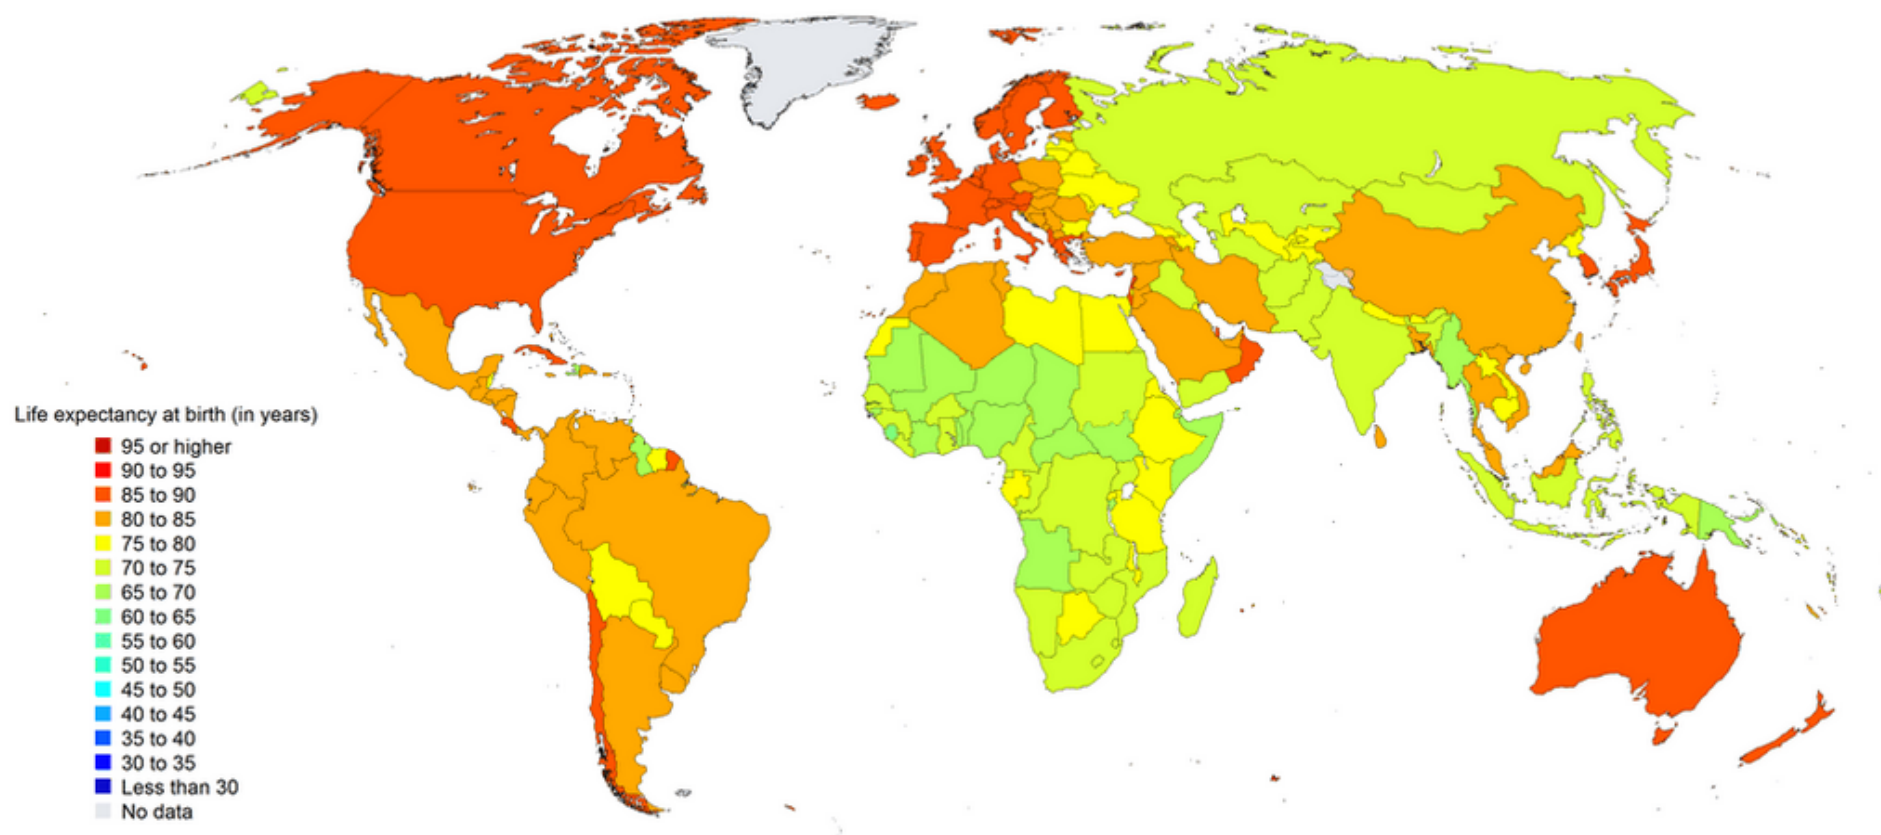 Life expectancy at birth (in years)
95 or higher
90 to 95
85 to 90
80 to 85
75 to 80
70 to 75
65 to 70
60 to 65
55 to 60
50 to 55
45 to 50
40 to 45
35 to 40
30 to 35
Less than 30
No data